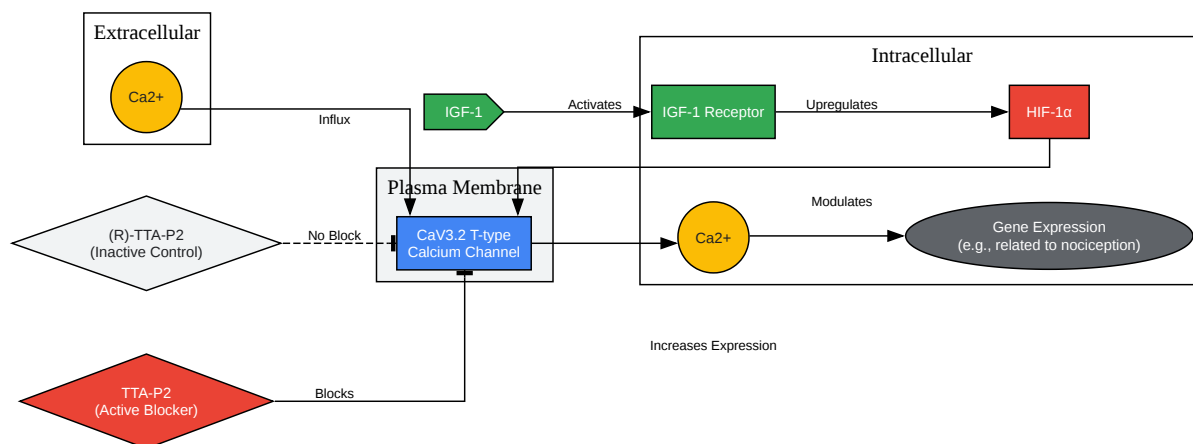 Extracellular
Ca2+
Influx
IGF-1
Activates
Intracellular
IGF-1 Receptor
Upregulates
HIF-1α
Plasma Membrane
(R)-TTA-P2
(Inactive Control)
No Block
CaV3.2 T-type
Calcium Channel
Ca2+
Modulates
Gene Expression
(e.g., related to nociception)
Increases Expression
TTA-P2
(Active Blocker)
Blocks